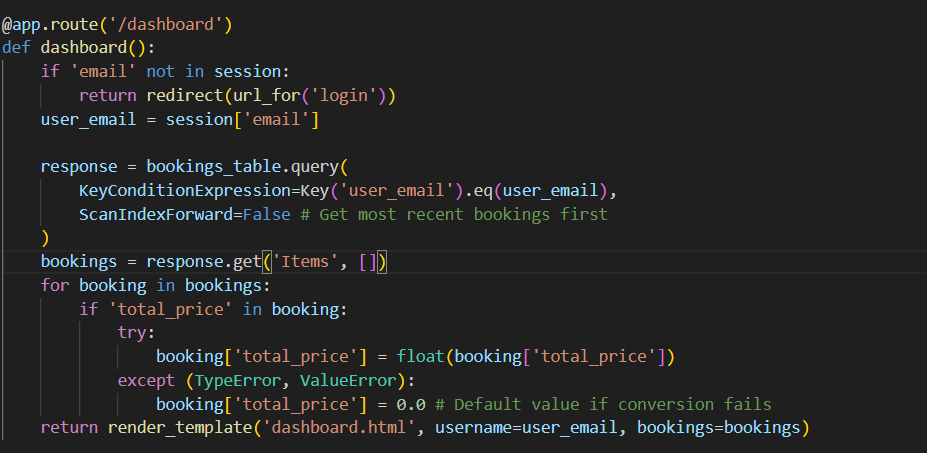 @app.route('/dashboard')
def dashboard():
    if 'email' not in session:
        return redirect(url_for('login'))
    user_email = session['email']

    response = bookings_table.query(
        KeyConditionExpression=Key('user_email').eq(user_email),
        ScanIndexForward=False # Get most recent bookings first
    )
    bookings = response.get('Items', [])
    for booking in bookings:
        if 'total_price' in booking:
            try:
                booking['total_price'] = float(booking['total_price'])
            except (TypeError, ValueError):
                booking['total_price'] = 0.0 # Default value if conversion fails
    return render_template('dashboard.html', username=user_email, bookings=bookings)